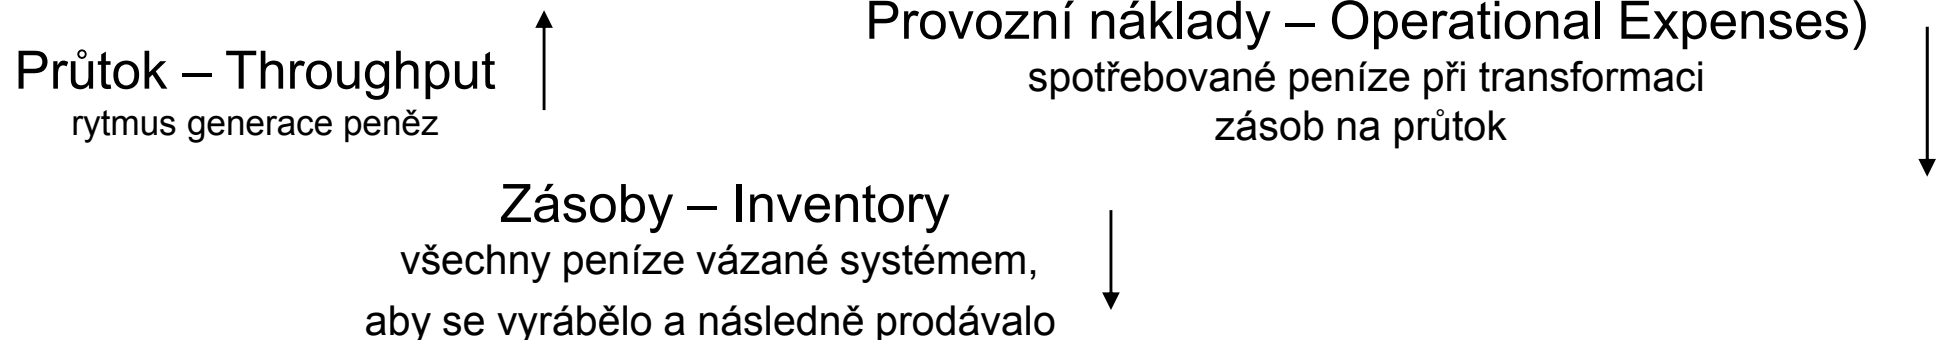 Průtok – Throughput
rytmus generace peněz
Provozní náklady – Operational Expenses)
spotřebované peníze při transformaci
zásob na průtok
Zásoby – Inventory
všechny peníze vázané systémem,
aby se vyrábělo a následně prodávalo